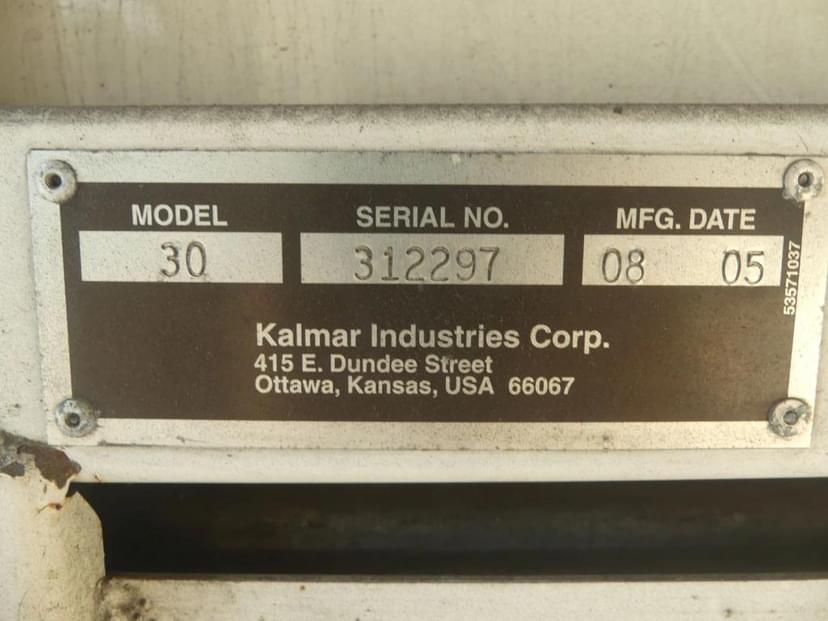 MODEL SERIAL NO. MFG. DATE
30 312297 08 05
53571037
Kalmar Industries Corp.
415 E. Dundee Street
Ottawa, Kansas, USA 66067